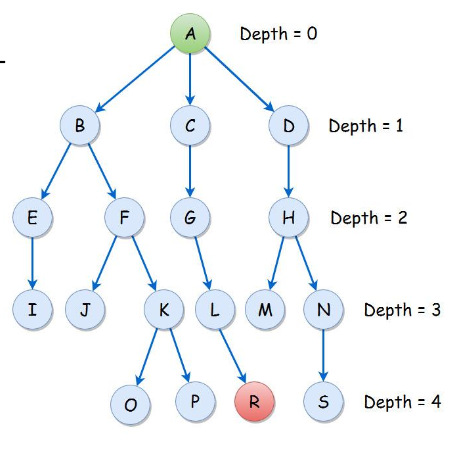 A Depth = 0
B C D Depth = 1
E F G H Depth = 2
I J K L M N Depth = 3
O P R S Depth = 4